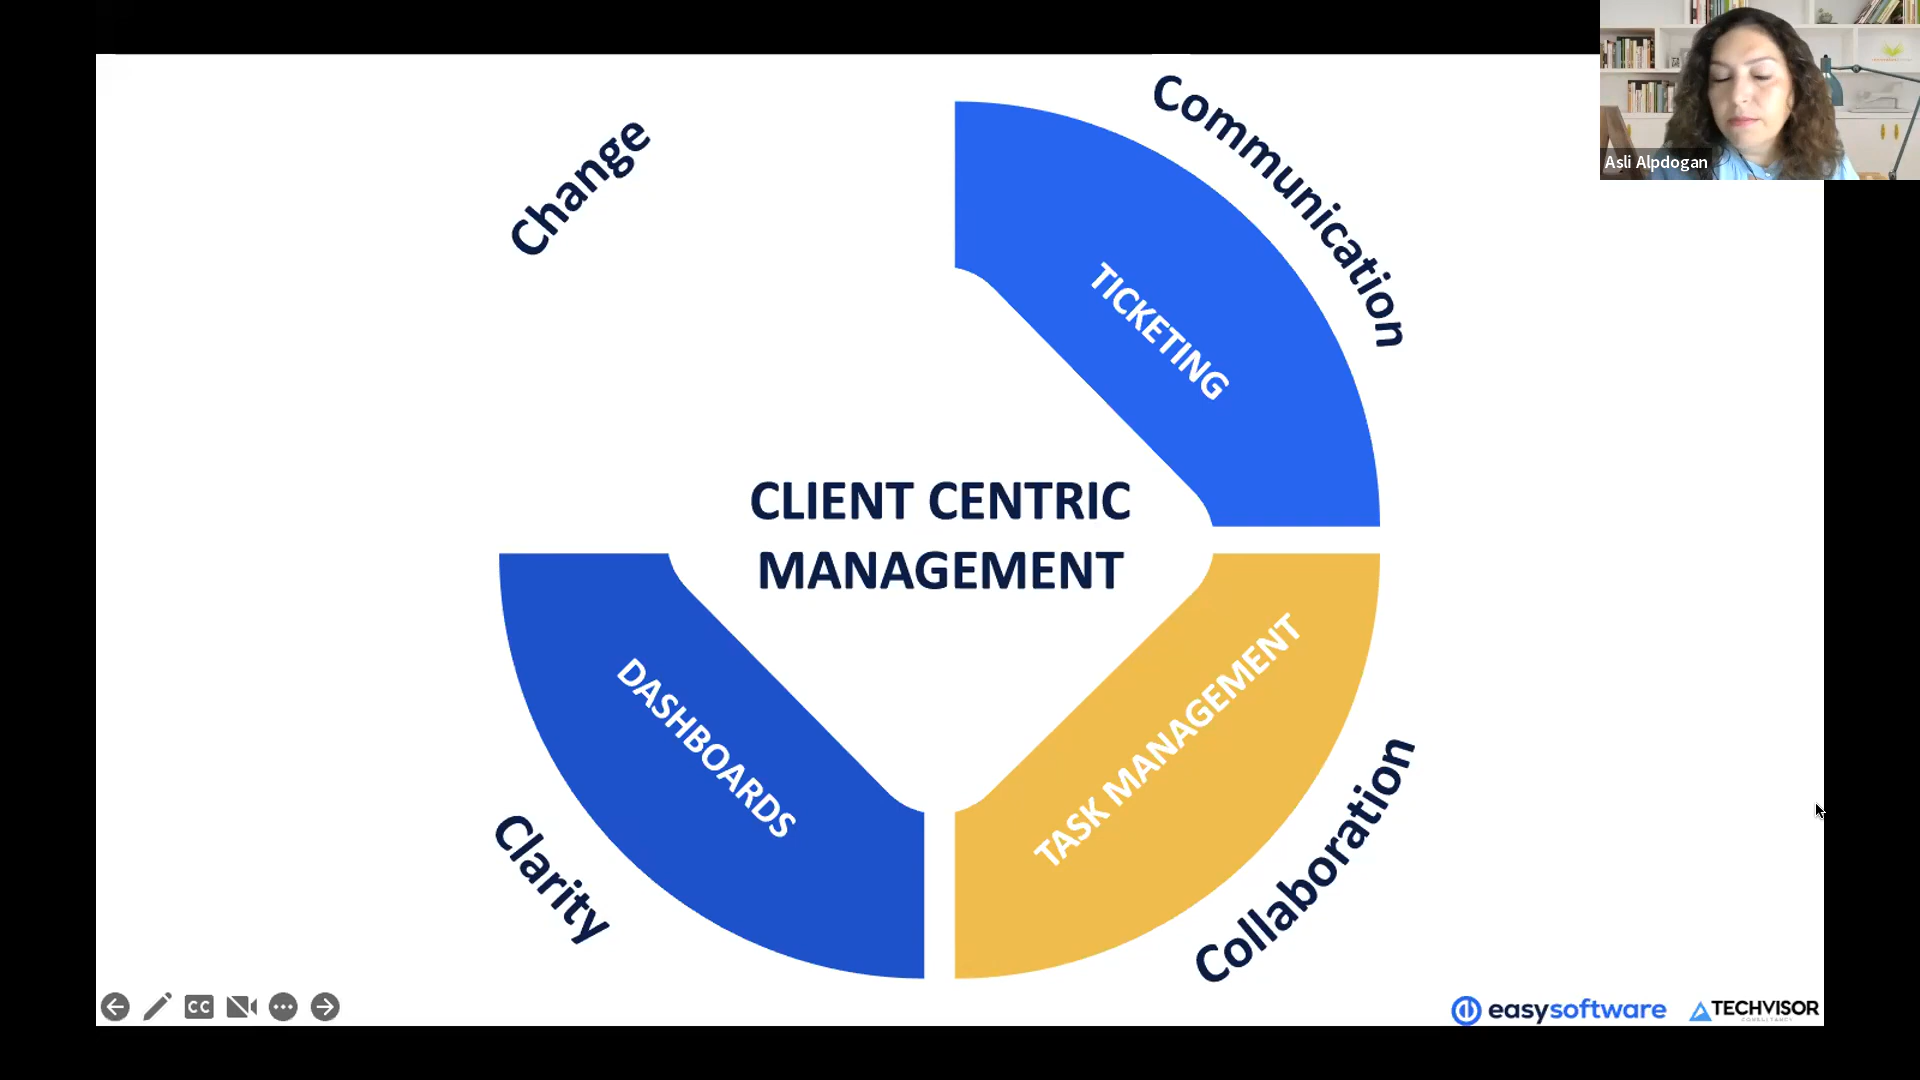 Asli Alpdogan
Change
Communication
TICKETING
CLIENT CENTRIC
MANAGEMENT
DASHBOARDS
TASK MANAGEMENT
Clarity
Collaboration
CC
easysoftware
TECHVISOR